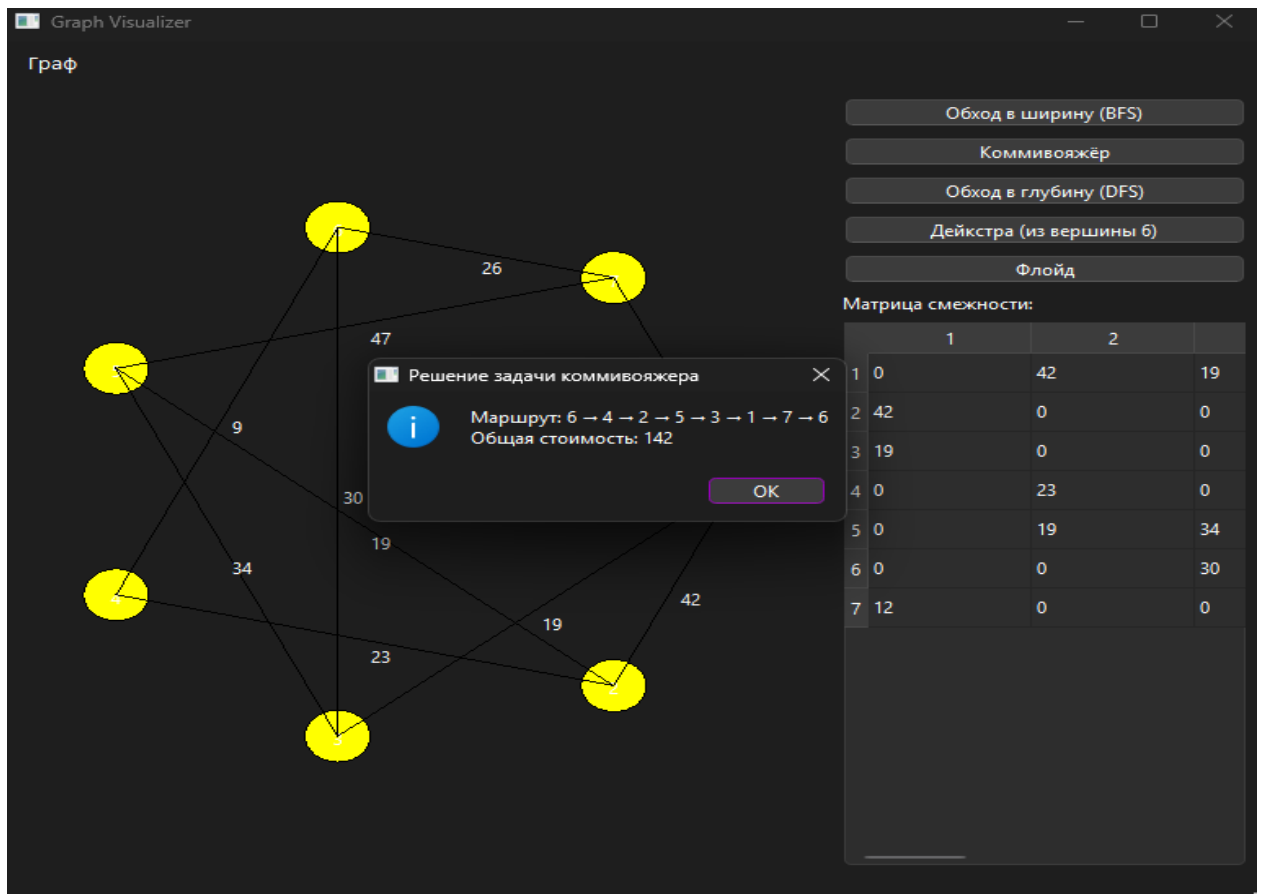 Graph Visualizer
Граф
Обход в ширину (BFS)
Коммивояжёр
Обход в глубину (DFS)
Дейкстра (из вершины 6)
Флойд
Матрица смежности:
1 2
1 0 42 19
2 42 0 0
3 19 0 0
4 0 23 0
5 0 19 34
6 0 0 30
7 12 0 0
26
47
9
30
19
34
42
19
23
4
3
2
Решение задачи коммивояжера
Маршрут: 6 → 4 → 2 → 5 → 3 → 1 → 7 → 6
Общая стоимость: 142
OK